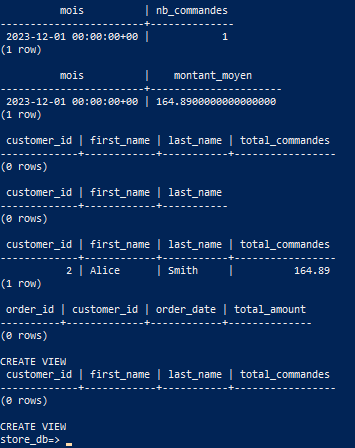 mois | nb_commandes
------------------------+--------------
2023-12-01 00:00:00+00 | 1
(1 row)
mois | montant_moyen
------------------------+----------------------
2023-12-01 00:00:00+00 | 164.8900000000000000
(1 row)
customer_id | first_name | last_name | total_commandes
-------------+------------+-----------+-----------------
(0 rows)
customer_id | first_name | last_name
-------------+------------+-----------
(0 rows)
customer_id | first_name | last_name | total_commandes
-------------+------------+-----------+-----------------
2 | Alice | Smith | 164.89
(1 row)
order_id | customer_id | order_date | total_amount
----------+-------------+------------+--------------
(0 rows)
CREATE VIEW
customer_id | first_name | last_name | total_commandes
-------------+------------+-----------+-----------------
(0 rows)
CREATE VIEW
store_db=>